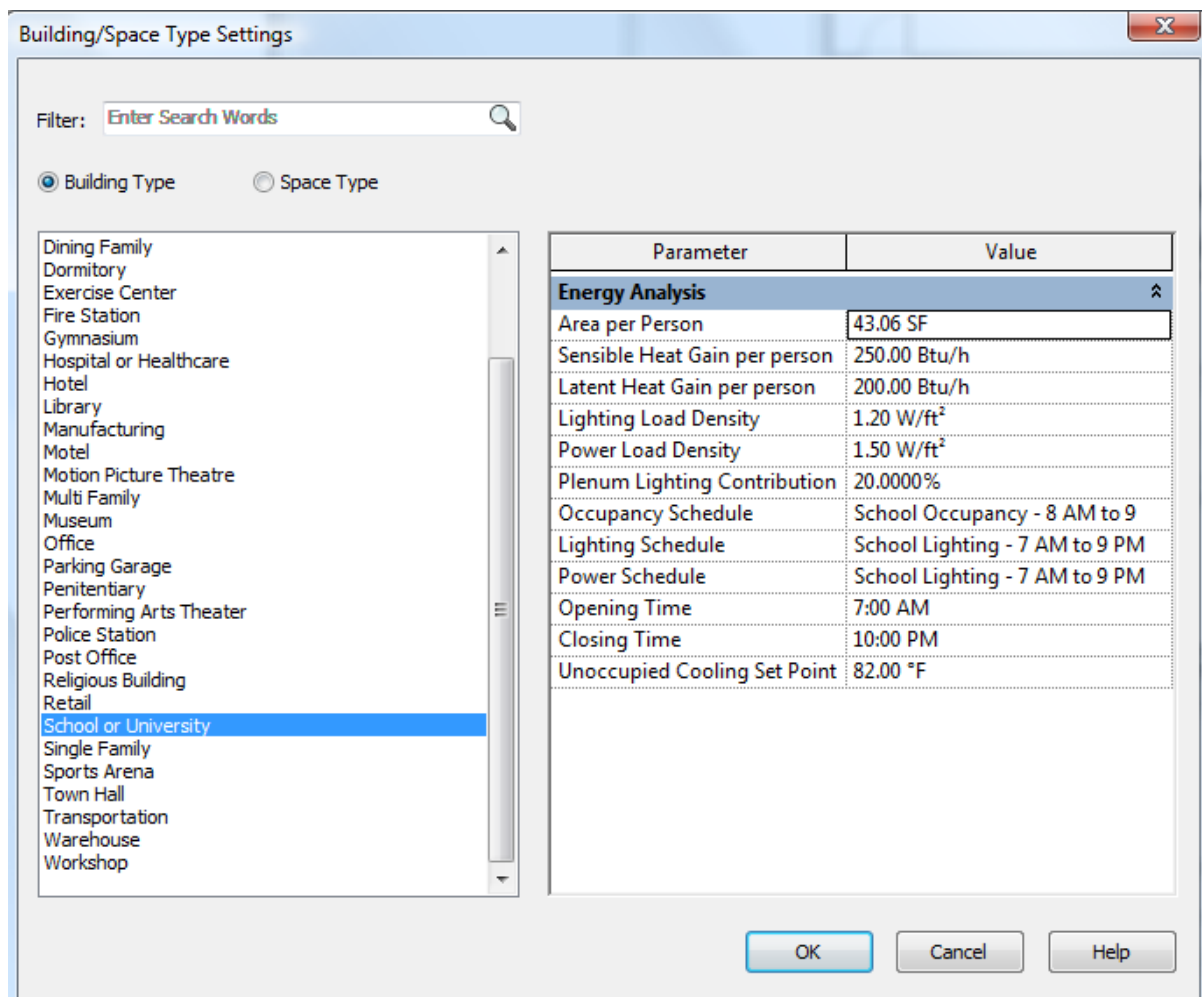 Building/Space Type Settings
Filter: Enter Search Words
Building Type Space Type
Dining Family
Dormitory
Exercise Center
Fire Station
Gymnasium
Hospital or Healthcare
Hotel
Library
Manufacturing
Motel
Motion Picture Theatre
Multi Family
Museum
Office
Parking Garage
Penitentiary
Performing Arts Theater
Police Station
Post Office
Religious Building
Retail
School or University
Single Family
Sports Arena
Town Hall
Transportation
Warehouse
Workshop
Parameter Value
Energy Analysis
Area per Person 43.06 SF
Sensible Heat Gain per person 250.00 Btu/h
Latent Heat Gain per person 200.00 Btu/h
Lighting Load Density 1.20 W/ft²
Power Load Density 1.50 W/ft²
Plenum Lighting Contribution 20.0000%
Occupancy Schedule School Occupancy - 8 AM to 9
Lighting Schedule School Lighting - 7 AM to 9 PM
Power Schedule School Lighting - 7 AM to 9 PM
Opening Time 7:00 AM
Closing Time 10:00 PM
Unoccupied Cooling Set Point 82.00 °F
OK Cancel Help